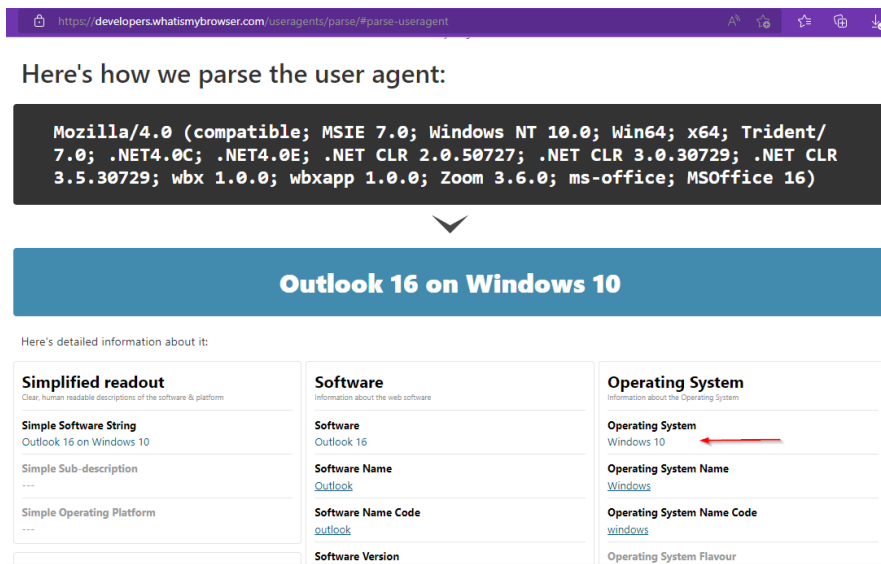 https://developers.whatismybrowser.com/useragents/parse/#parse-useragent
Here's how we parse the user agent:
Mozilla/4.0 (compatible; MSIE 7.0; Windows NT 10.0; Win64; x64; Trident/
7.0; .NET4.0C; .NET4.0E; .NET CLR 2.0.50727; .NET CLR 3.0.30729; .NET CLR
3.5.30729; wbx 1.0.0; wbxapp 1.0.0; Zoom 3.6.0; ms-office; MSOffice 16)
Outlook 16 on Windows 10
Here's detailed information about it:
Simplified readout
Clear, human readable descriptions of the software & platform
Simple Software String
Outlook 16 on Windows 10
Simple Sub-description
---
Simple Operating Platform
---
Software
Information about the web software
Software
Outlook 16
Software Name
Outlook
Software Name Code
outlook
Software Version
Operating System
Information about the Operating System
Operating System
Windows 10
Operating System Name
Windows
Operating System Name Code
windows
Operating System Flavour